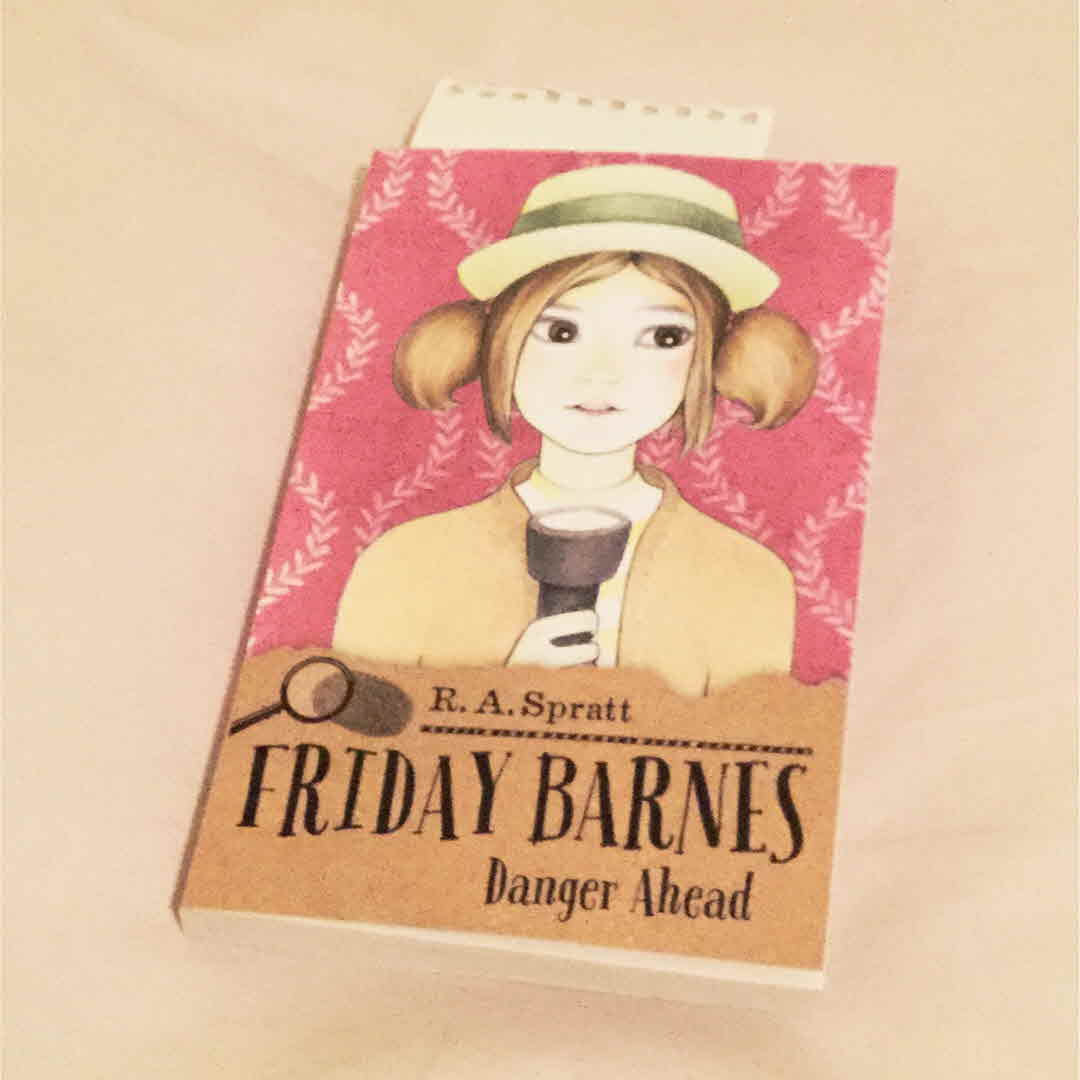 R. A. Spratt
FRIDAY BARNES
Danger Ahead